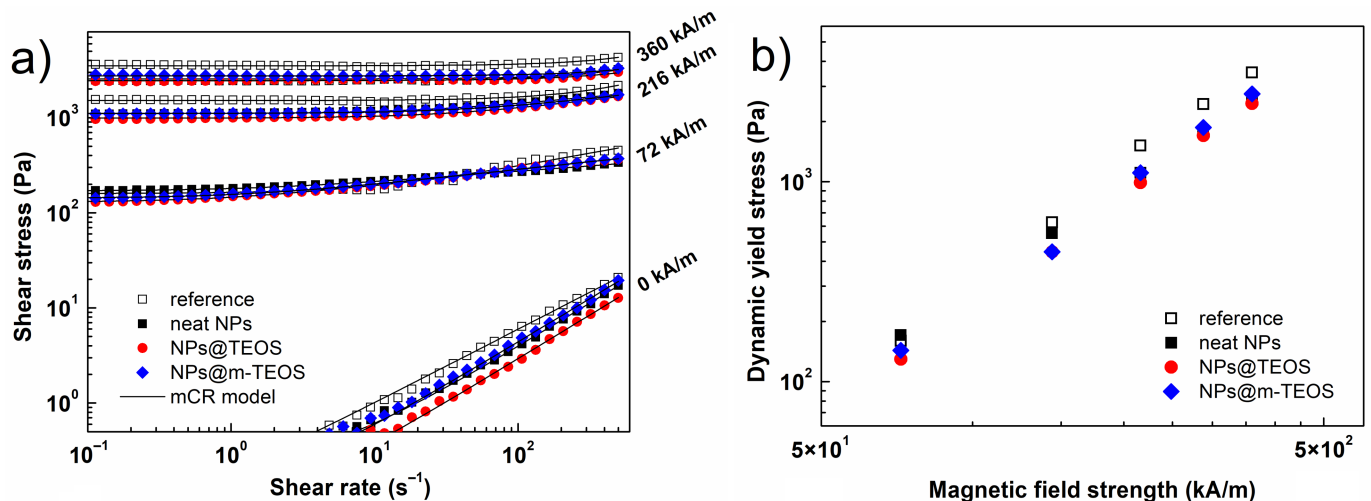 a)
Shear stress (Pa)
10³
10²
10¹
10⁰
360 kA/m
216 kA/m
72 kA/m
0 kA/m
reference
neat NPs
NPs@TEOS
NPs@m-TEOS
mCR model
10⁻¹
10⁰
10¹
10²
Shear rate (s⁻¹)
b)
Dynamic yield stress (Pa)
10³
10²
reference
neat NPs
NPs@TEOS
NPs@m-TEOS
5×10¹
5×10²
Magnetic field strength (kA/m)